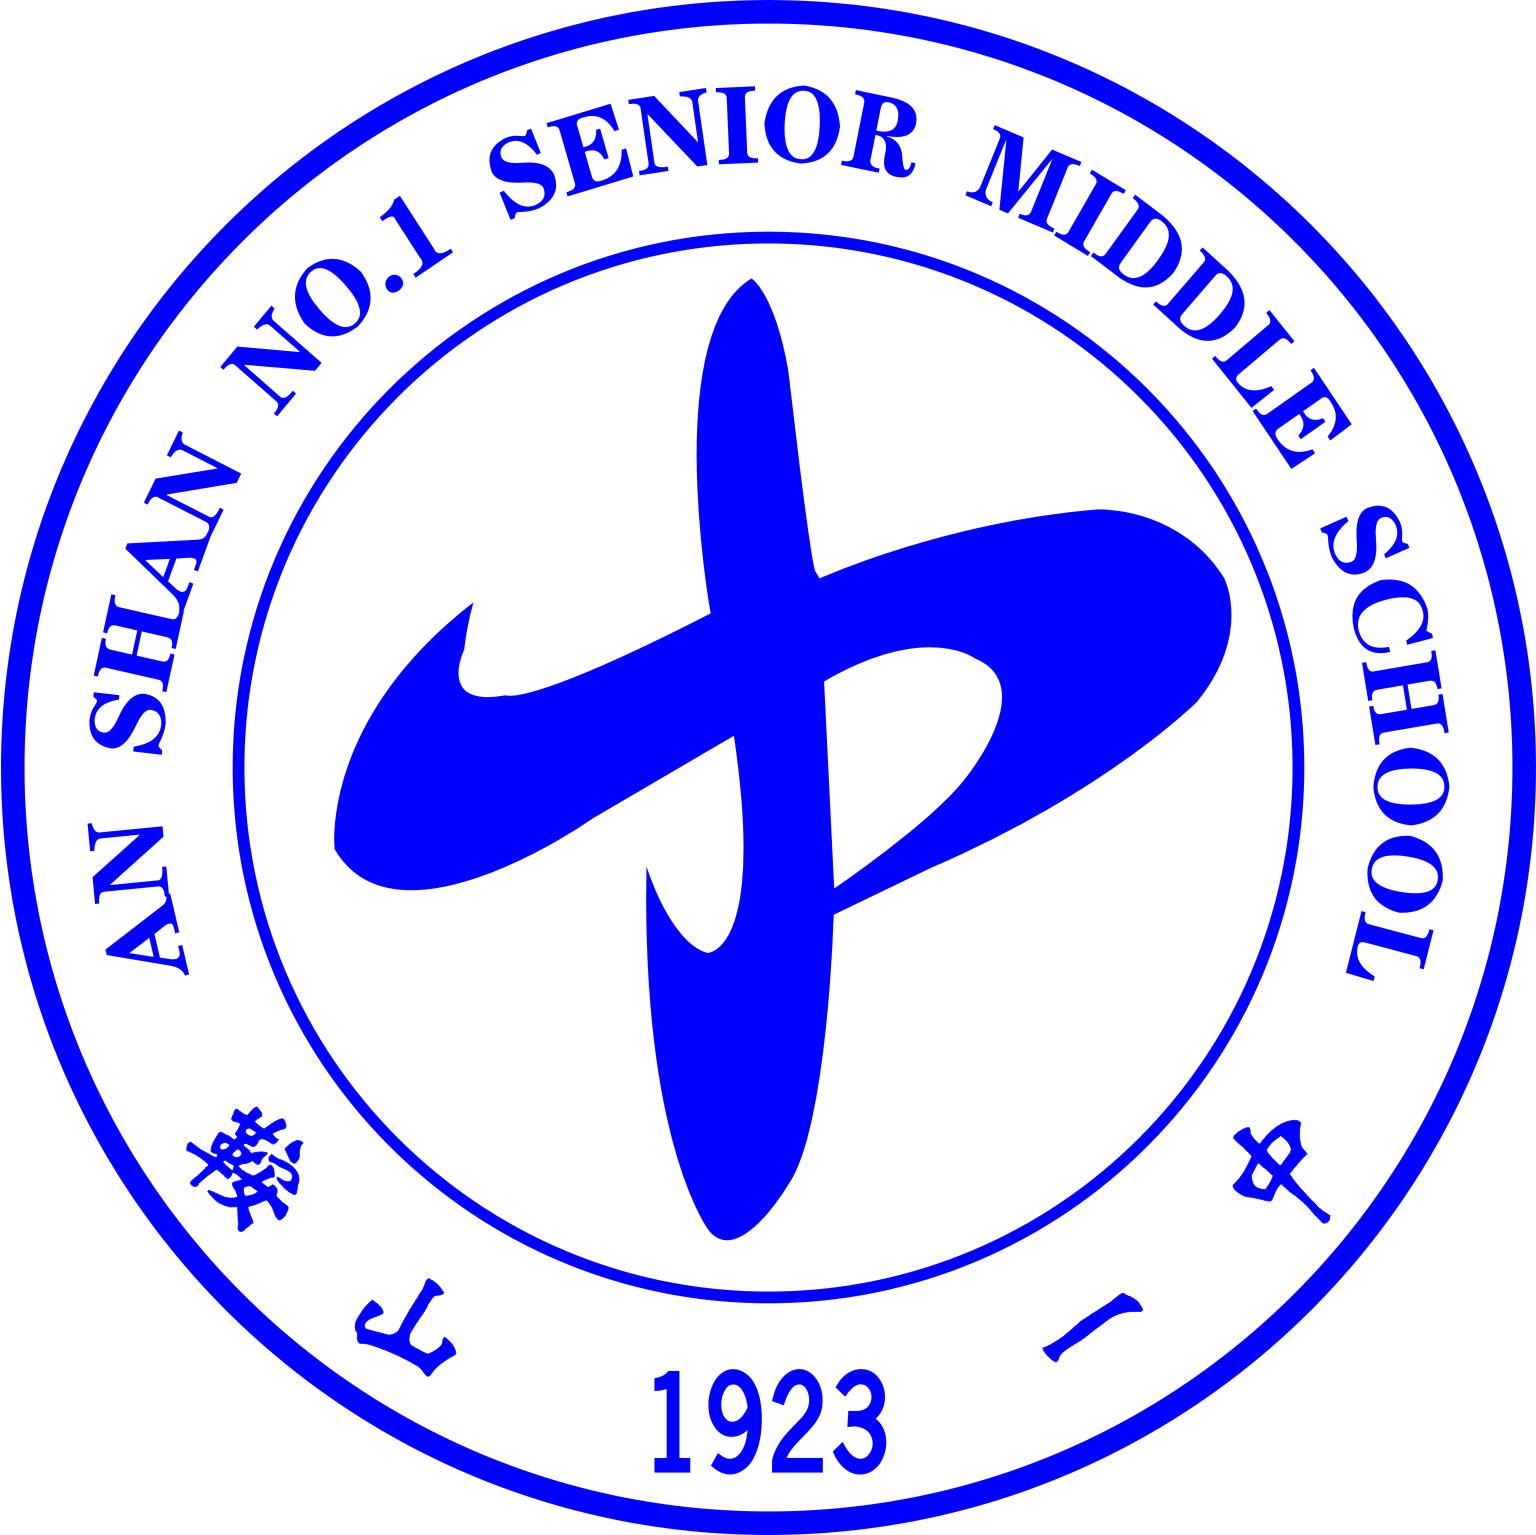 AN SHAN NO.1 SENIOR MIDDLE SCHOOL
鞍山一中
1923